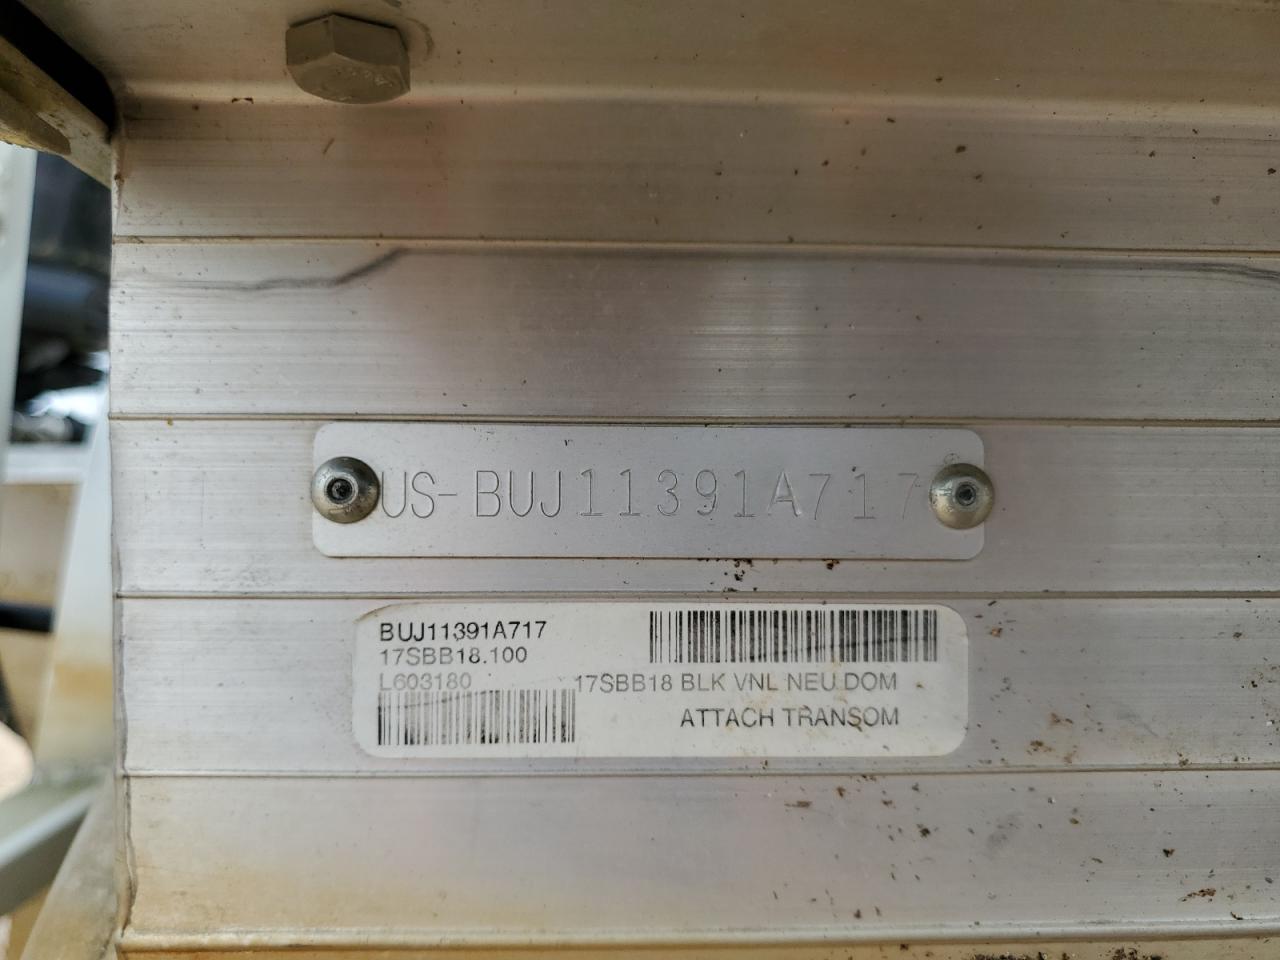 US-BUJ11391A717
BUJ11391A717
17SBB18.100
L603180
17SBB18 BLK VNL NEU DOM
ATTACH TRANSOM